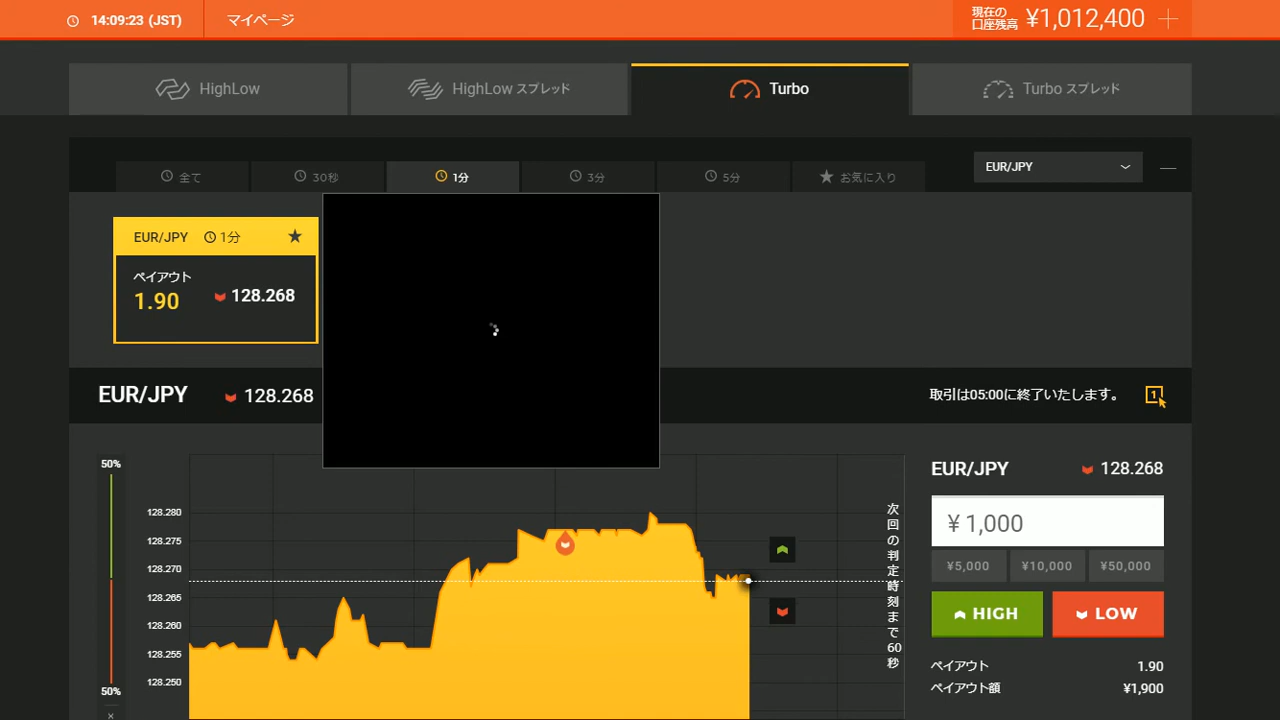 14:09:23 (JST)
マイページ
現在の
口座残高
¥1,012,400
HighLow
HighLow スプレッド
Turbo
Turbo スプレッド
全て
30秒
1分
3分
5分
お気に入り
EUR/JPY
EUR/JPY 1分
ペイアウト
1.90
128.268
EUR/JPY
128.268
取引は05:00に終了いたします。
1
50%
50%
128.280
128.275
128.270
128.265
128.260
128.255
128.250
次回の判定時刻まで60秒
EUR/JPY
128.268
¥ 1,000
¥5,000
¥10,000
¥50,000
HIGH
LOW
ペイアウト
1.90
ペイアウト額
¥1,900